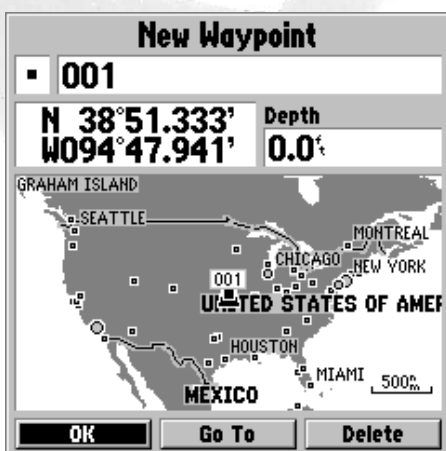 New Waypoint
001
N 38°51.333'
W094°47.941'
Depth
0.0ft
GRAHAM ISLAND
SEATTLE
MONTREAL
CHICAGO
NEW YORK
001
UNITED STATES OF AMER
HOUSTON
MIAMI
500nm
MEXICO
OK
Go To
Delete